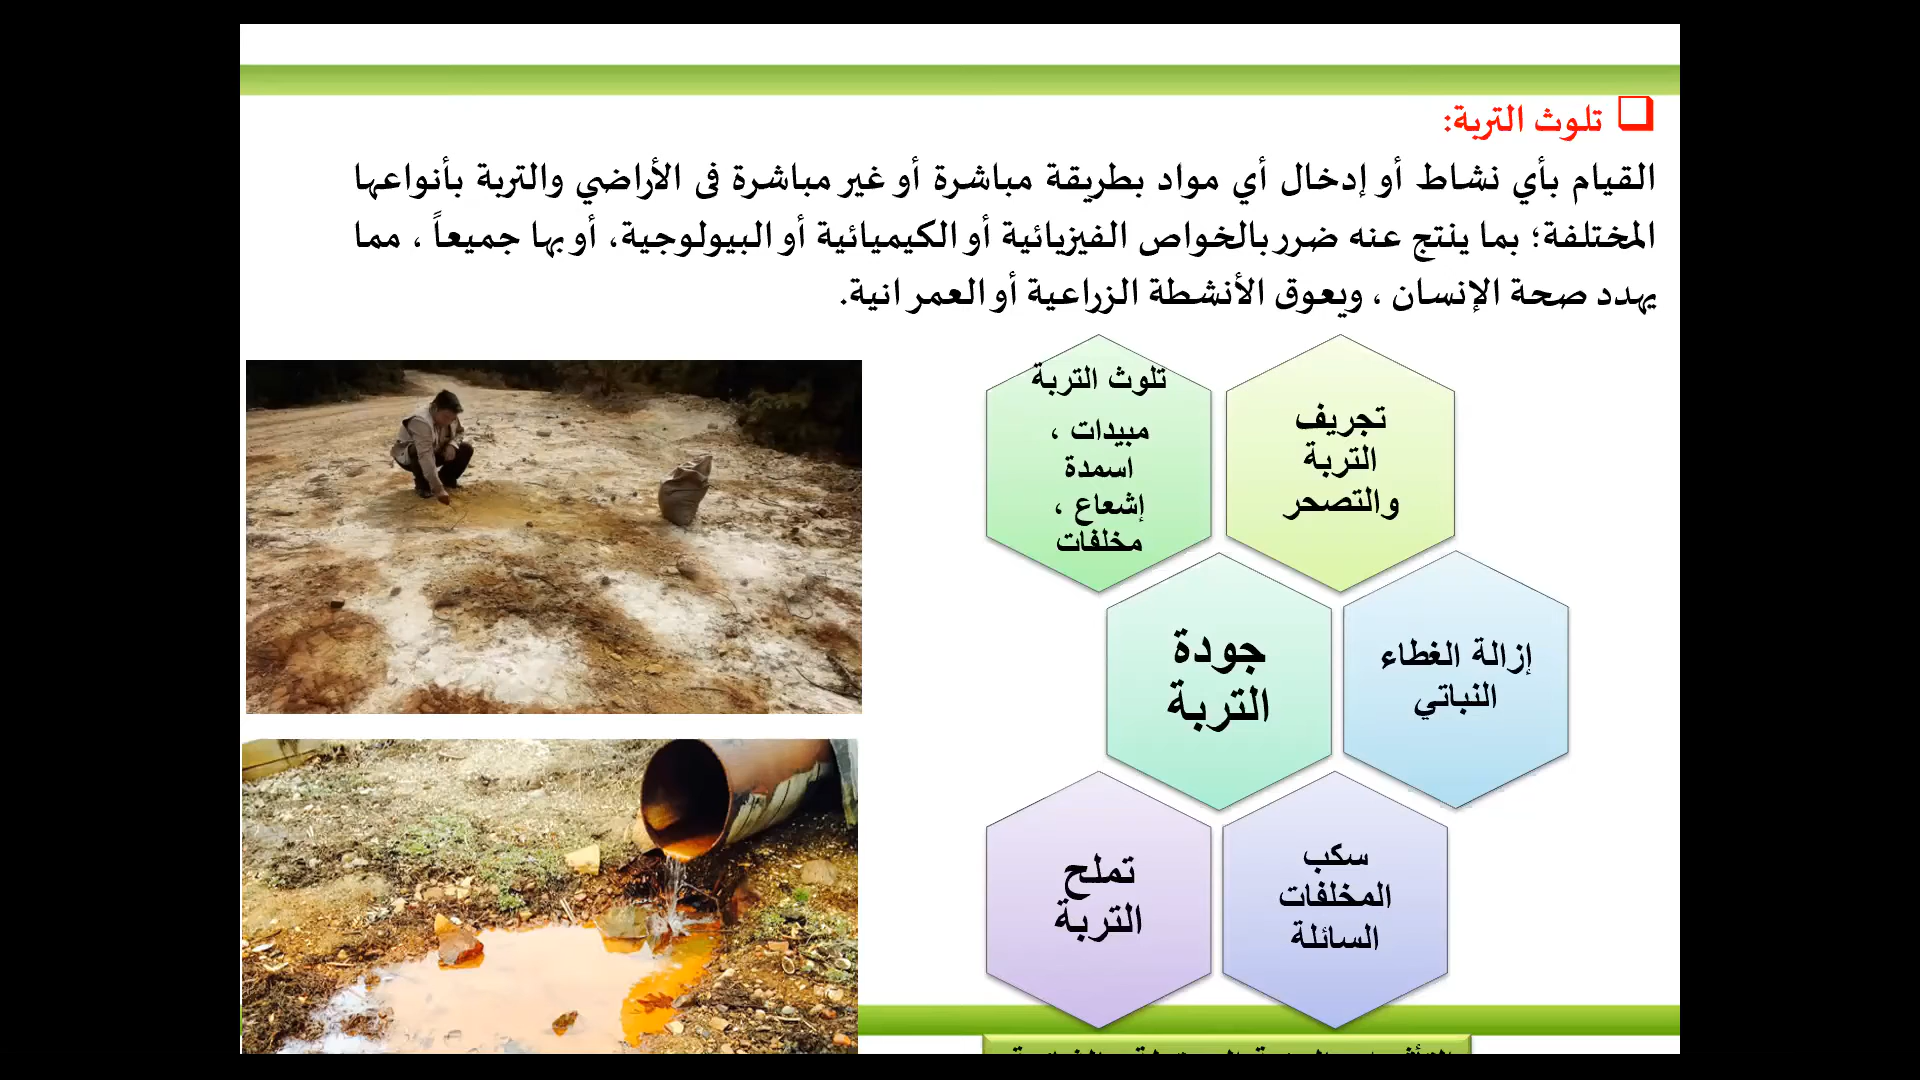 تلوث التربة:
القيام بأي نشاط أو إدخال أي مواد بطريقة مباشرة أو غير مباشرة فى الأراضي والتربة بأنواعها
المختلفة؛ بما ينتج عنه ضرر بالخواص الفيزيائية أو الكيميائية أو البيولوجية، أو بها جميعاً ، مما
يهدد صحة الإنسان ، ويعوق الأنشطة الزراعية أو العمرانية.
تجريف
التربة
والتصحر
تلوث التربة
مبيدات ،
اسمدة
إشعاع ،
مخلفات
إزالة الغطاء
النباتي
جودة
التربة
سكب
المخلفات
السائلة
تملح
التربة